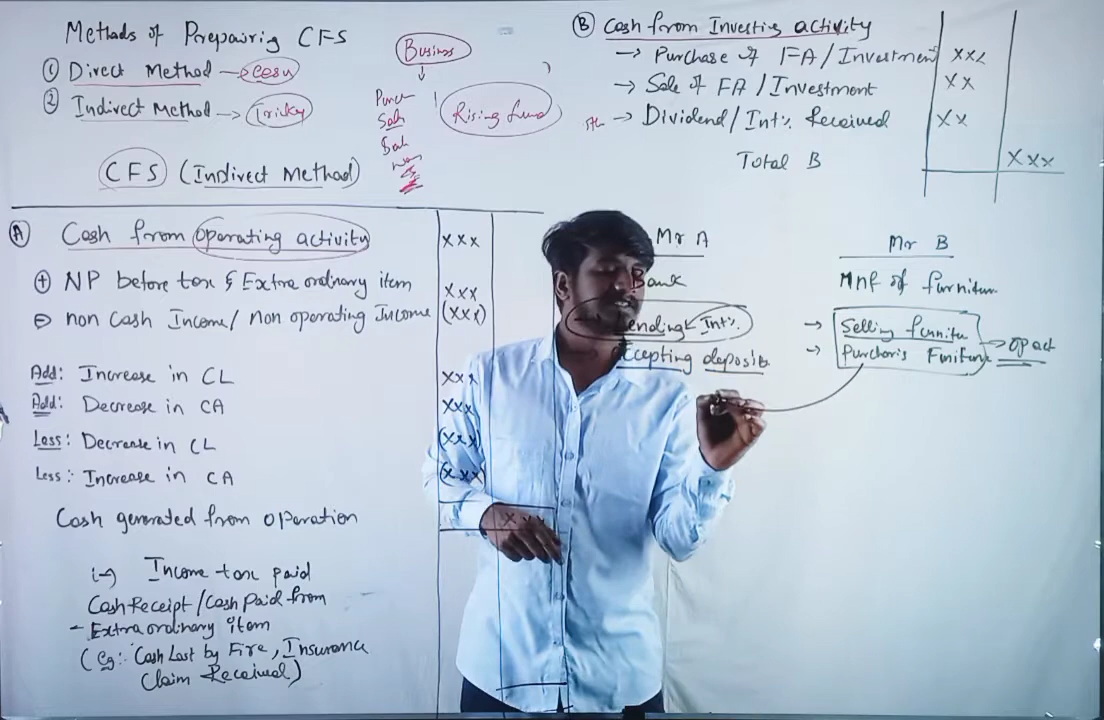 Methods of Prepairig CFS
① Direct Method → easy
② Indirect Method → Tricky
CFS (Indirect Method)
Business
Sale
Rising fund
Ⓐ Cash from operating activity xxx
⊕ NP before tax & Extra ordinary item xxx
⊖ non Cash Income/Non operating Income (xxx)
Add: Increase in CL xxx
Add: Decrease in CA xxx
Less: Decrease in CL (xxx)
Less: Increase in CA (xxx)
Cash generated from operation
(-) Income tax paid
Cash Receipt/Cash Paid from
- Extra ordinary item
(eg: Cash Lost by Fire, Insurance
Claim Received)
Ⓑ Cash from Investing activity
→ Purchase of FA/Investment xxx
→ Sale of FA/Investment xx
→ Dividend/Int. Received xx
Total B xxx
Mr A
Bank
Lending Int.
accepting deposits
Mr B
Mnf of furniture
→ Selling furnitu
→ Purchasis Furniture → op act